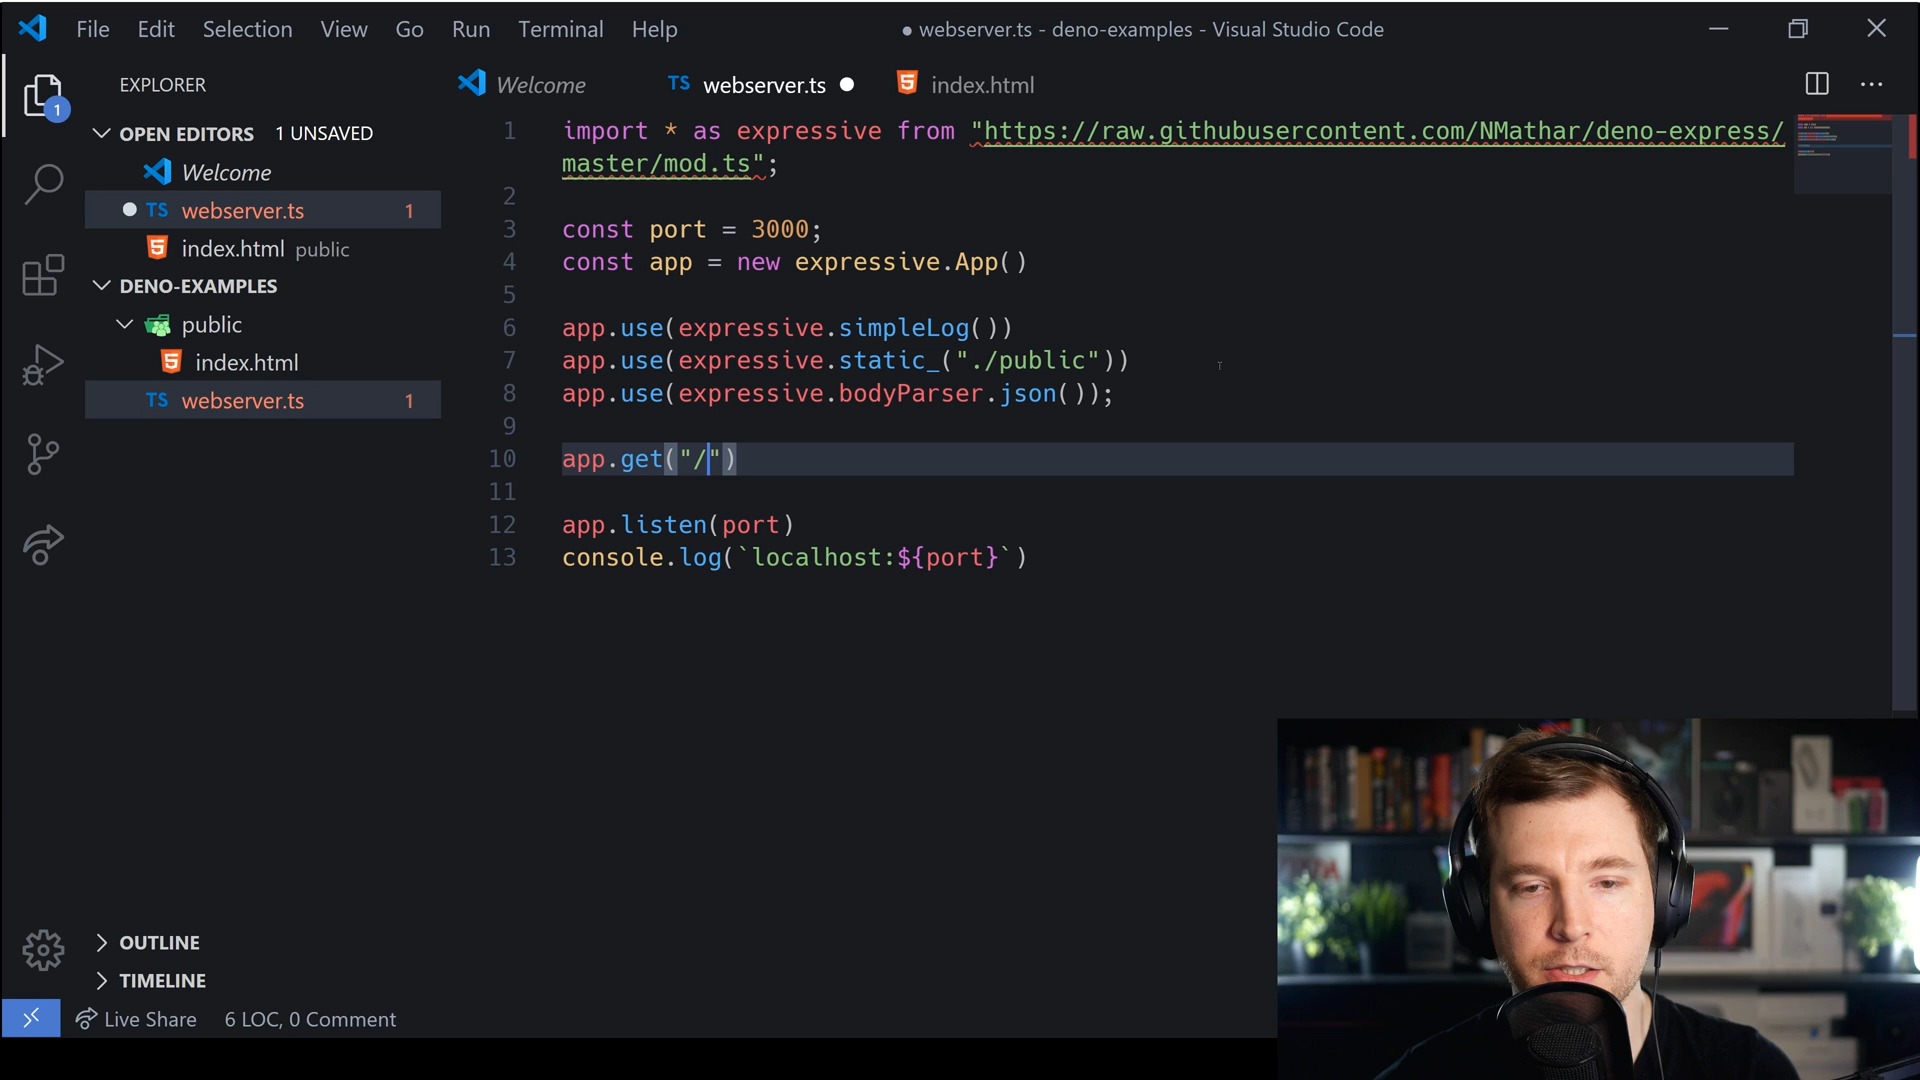 File Edit Selection View Go Run Terminal Help
● webserver.ts - deno-examples - Visual Studio Code
EXPLORER
1
OPEN EDITORS 1 UNSAVED
Welcome
TS webserver.ts 1
index.html public
DENO-EXAMPLES
public
index.html
TS webserver.ts 1
OUTLINE
TIMELINE
Welcome TS webserver.ts ● index.html
1 import * as expressive from "https://raw.githubusercontent.com/NMathar/deno-express/
master/mod.ts";
2
3 const port = 3000;
4 const app = new expressive.App()
5
6 app.use(expressive.simpleLog())
7 app.use(expressive.static_("./public"))
8 app.use(expressive.bodyParser.json());
9
10 app.get("/")
11
12 app.listen(port)
13 console.log(`localhost:${port}`)
Live Share 6 LOC, 0 Comment